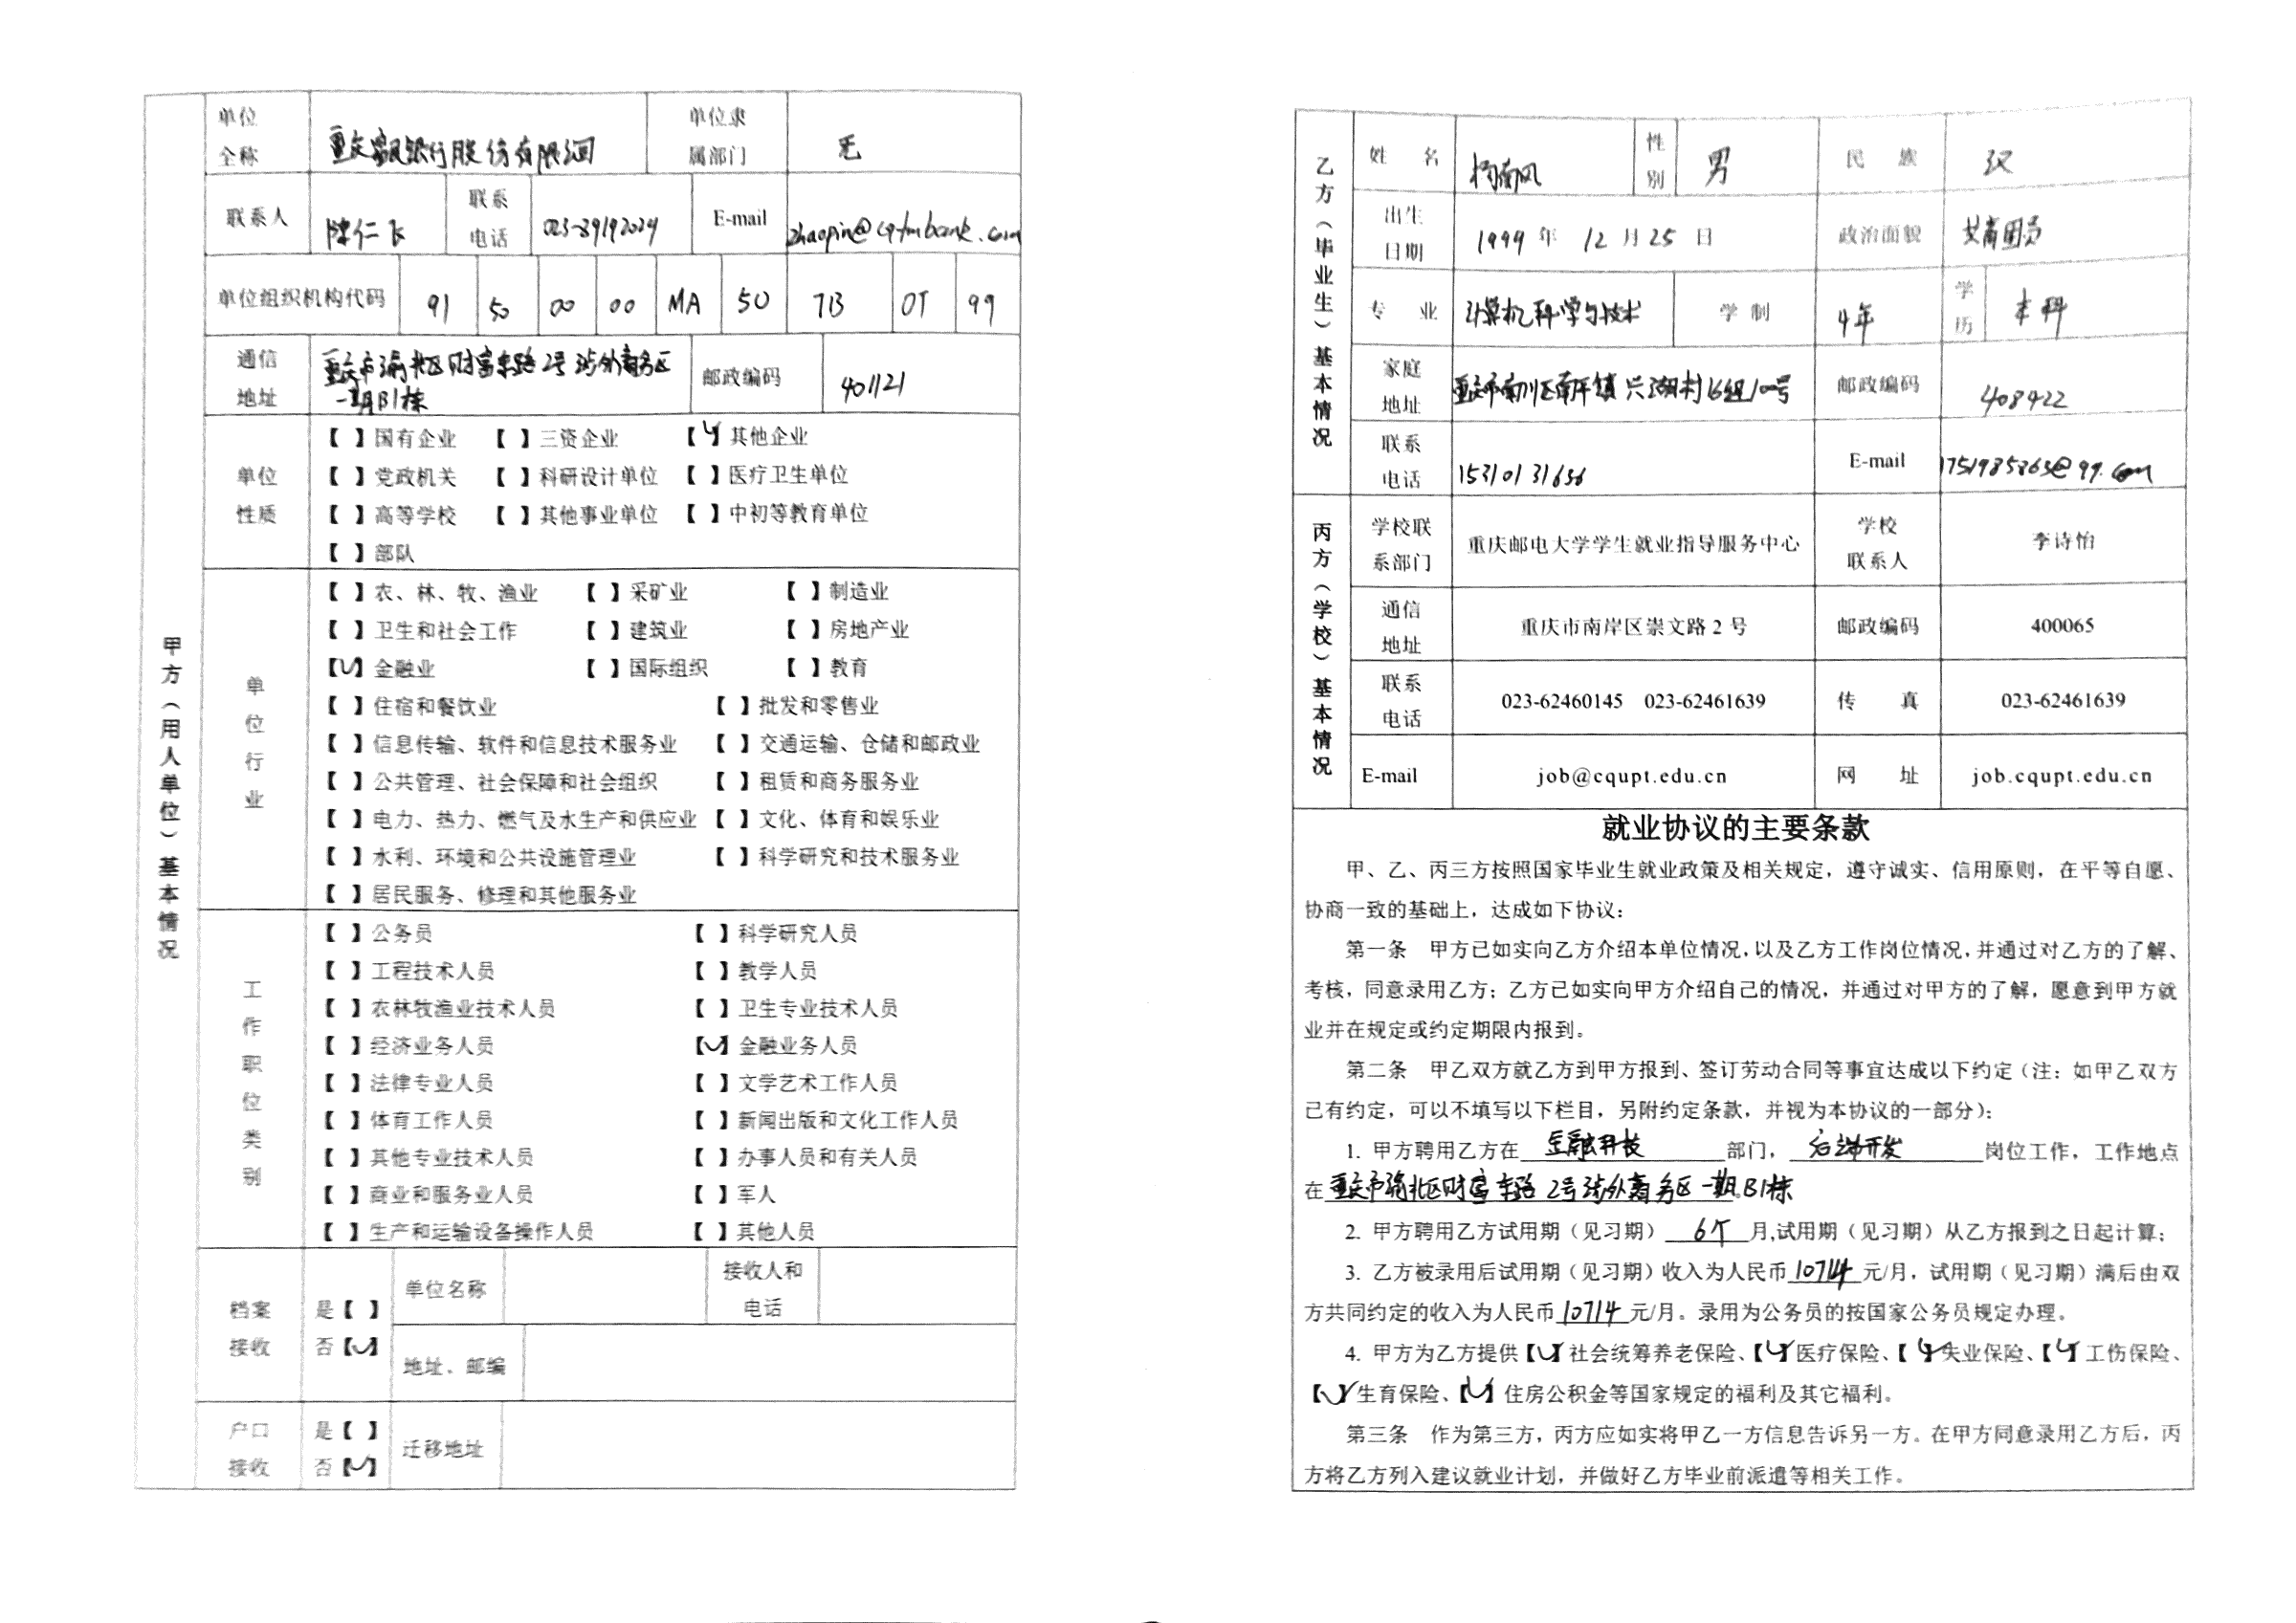 甲方（用人单位）基本情况
单位全称 重庆富民银行股份有限公司 单位隶属部门 无
联系人 陈仁飞 联系电话 023-89192029 E-mail zhaopin@cqfmbank.com
单位组织机构代码 91 50 00 00 MA 5U 7B 0T 99
通信地址 重庆市渝北区财富东路2号涉外商务区一期B1栋 邮政编码 401121
单位性质
【 】国有企业 【 】三资企业 【✓】其他企业
【 】党政机关 【 】科研设计单位 【 】医疗卫生单位
【 】高等学校 【 】其他事业单位 【 】中初等教育单位
【 】部队
单位行业
【 】农、林、牧、渔业 【 】采矿业 【 】制造业
【 】卫生和社会工作 【 】建筑业 【 】房地产业
【✓】金融业 【 】国际组织 【 】教育
【 】住宿和餐饮业 【 】批发和零售业
【 】信息传输、软件和信息技术服务业 【 】交通运输、仓储和邮政业
【 】公共管理、社会保障和社会组织 【 】租赁和商务服务业
【 】电力、热力、燃气及水生产和供应业 【 】文化、体育和娱乐业
【 】水利、环境和公共设施管理业 【 】科学研究和技术服务业
【 】居民服务、修理和其他服务业
工作职位类别
【 】公务员 【 】科学研究人员
【 】工程技术人员 【 】教学人员
【 】农林牧渔业技术人员 【 】卫生专业技术人员
【 】经济业务人员 【✓】金融业务人员
【 】法律专业人员 【 】文学艺术工作人员
【 】体育工作人员 【 】新闻出版和文化工作人员
【 】其他专业技术人员 【 】办事人员和有关人员
【 】商业和服务业人员 【 】军人
【 】生产和运输设备操作人员 【 】其他人员
档案接收 是【 】 否【✓】 单位名称 接收人和电话
地址、邮编
户口接收 是【 】 否【✓】 迁移地址
乙方（毕业生）基本情况
姓 名 杨南风 性别 男 民 族 汉
出生日期 1999 年 12 月 25 日 政治面貌 共青团员
专 业 计算机科学与技术 学 制 4年 学历 本科
家庭地址 重庆市南川区南平镇兴湖村16组100号 邮政编码 408422
联系电话 15310131636 E-mail 1751985863@qq.com
丙方（学校）基本情况
学校联系部门 重庆邮电大学学生就业指导服务中心 学校联系人 李诗怡
通信地址 重庆市南岸区崇文路 2 号 邮政编码 400065
联系电话 023-62460145 023-62461639 传 真 023-62461639
E-mail job@cqupt.edu.cn 网 址 job.cqupt.edu.cn
就业协议的主要条款
甲、乙、丙三方按照国家毕业生就业政策及相关规定，遵守诚实、信用原则，在平等自愿、
协商一致的基础上，达成如下协议：
第一条 甲方已如实向乙方介绍本单位情况，以及乙方工作岗位情况，并通过对乙方的了解、
考核，同意录用乙方；乙方已如实向甲方介绍自己的情况，并通过对甲方的了解，愿意到甲方就
业并在规定或约定期限内报到。
第二条 甲乙双方就乙方到甲方报到、签订劳动合同等事宜达成以下约定（注：如甲乙双方
已有约定，可以不填写以下栏目，另附约定条款，并视为本协议的一部分）：
1. 甲方聘用乙方在 金融科技 部门， 后端开发 岗位工作，工作地点
在 重庆市渝北区财富东路2号涉外商务区一期B1栋
2. 甲方聘用乙方试用期（见习期） 6个 月,试用期（见习期）从乙方报到之日起计算；
3. 乙方被录用后试用期（见习期）收入为人民币 10714 元/月，试用期（见习期）满后由双
方共同约定的收入为人民币 10714 元/月。录用为公务员的按国家公务员规定办理。
4. 甲方为乙方提供【✓】社会统筹养老保险、【✓】医疗保险、【✓】失业保险、【✓】工伤保险、
【✓】生育保险、【✓】住房公积金等国家规定的福利及其它福利。
第三条 作为第三方，丙方应如实将甲乙一方信息告诉另一方。在甲方同意录用乙方后，丙
方将乙方列入建议就业计划，并做好乙方毕业前派遣等相关工作。